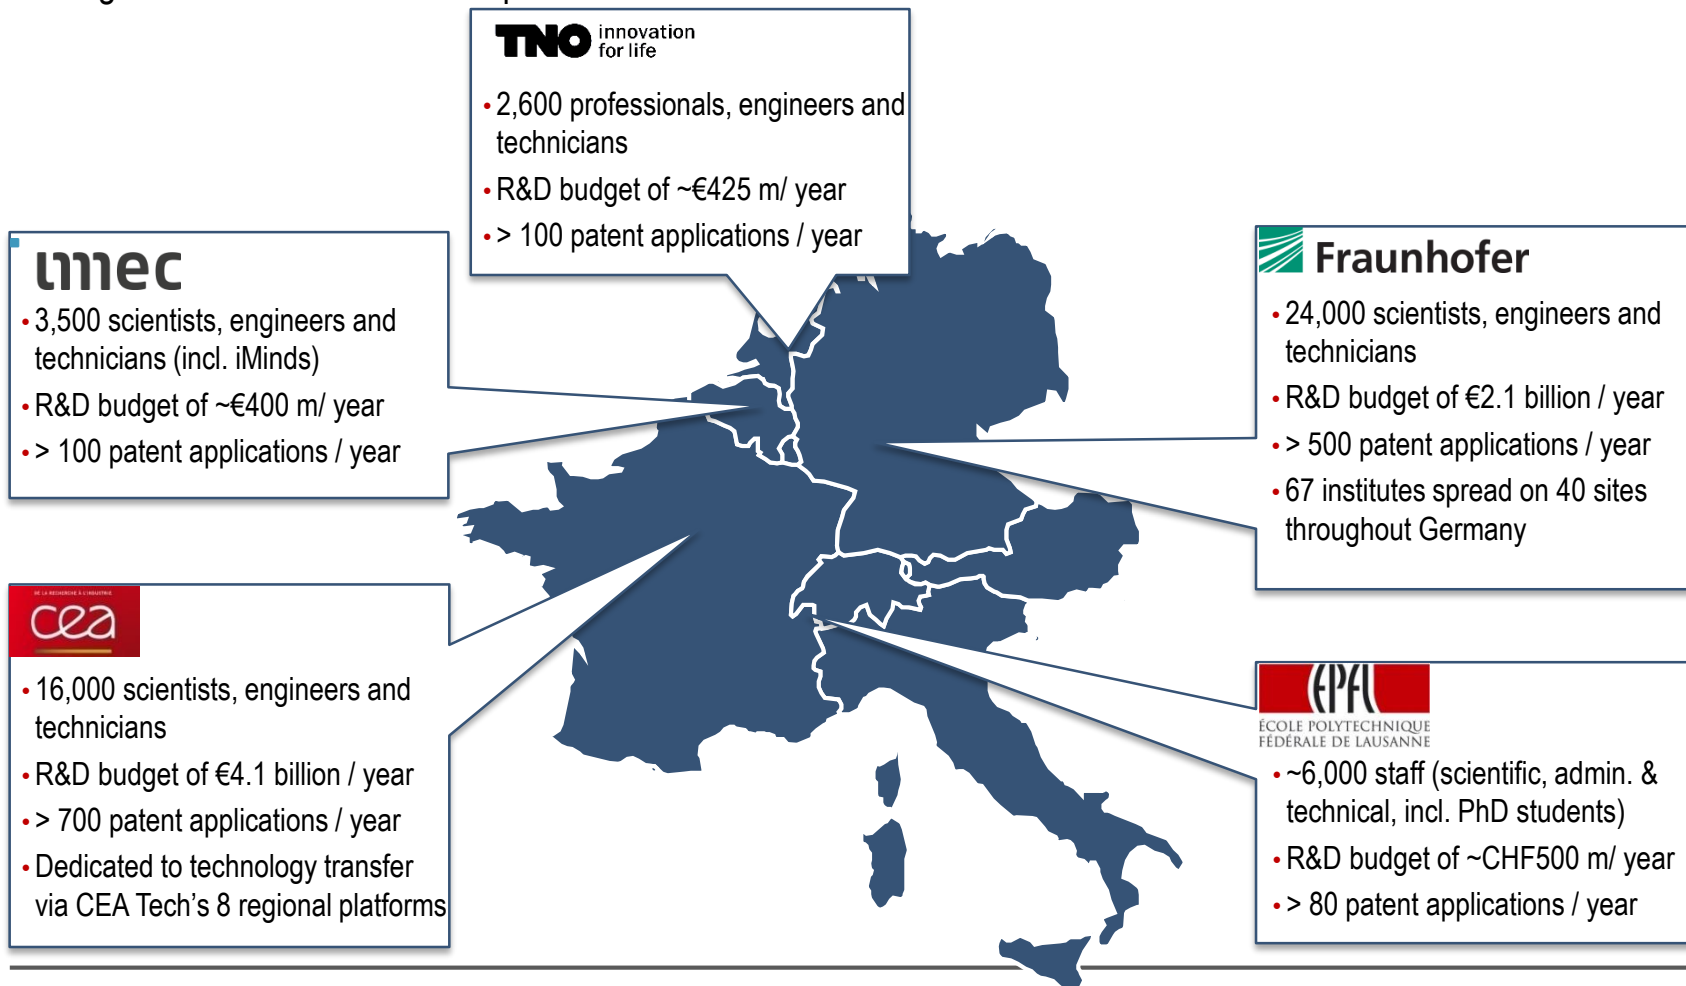 TNO innovation
for life
• 2,600 professionals, engineers and
technicians
• R&D budget of ~€425 m/ year
• > 100 patent applications / year
imec
• 3,500 scientists, engineers and
technicians (incl. iMinds)
• R&D budget of ~€400 m/ year
• > 100 patent applications / year
Fraunhofer
• 24,000 scientists, engineers and
technicians
• R&D budget of €2.1 billion / year
• > 500 patent applications / year
• 67 institutes spread on 40 sites
throughout Germany
DE LA RECHERCHE À L'INDUSTRIE
cea
• 16,000 scientists, engineers and
technicians
• R&D budget of €4.1 billion / year
• > 700 patent applications / year
• Dedicated to technology transfer
via CEA Tech's 8 regional platforms
EPFL
ÉCOLE POLYTECHNIQUE
FÉDÉRALE DE LAUSANNE
• ~6,000 staff (scientific, admin. &
technical, incl. PhD students)
• R&D budget of ~CHF500 m/ year
• > 80 patent applications / year